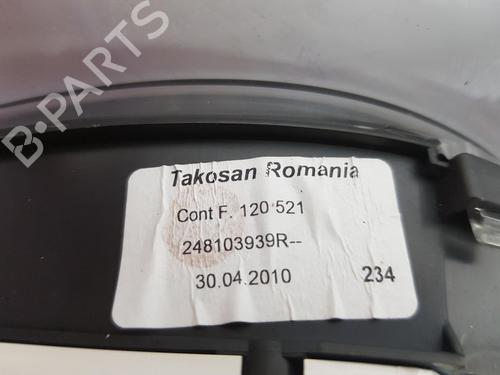 B-PARTS
Takosan Romania
Cont F. 120 521
248103939R--
30.04.2010 234